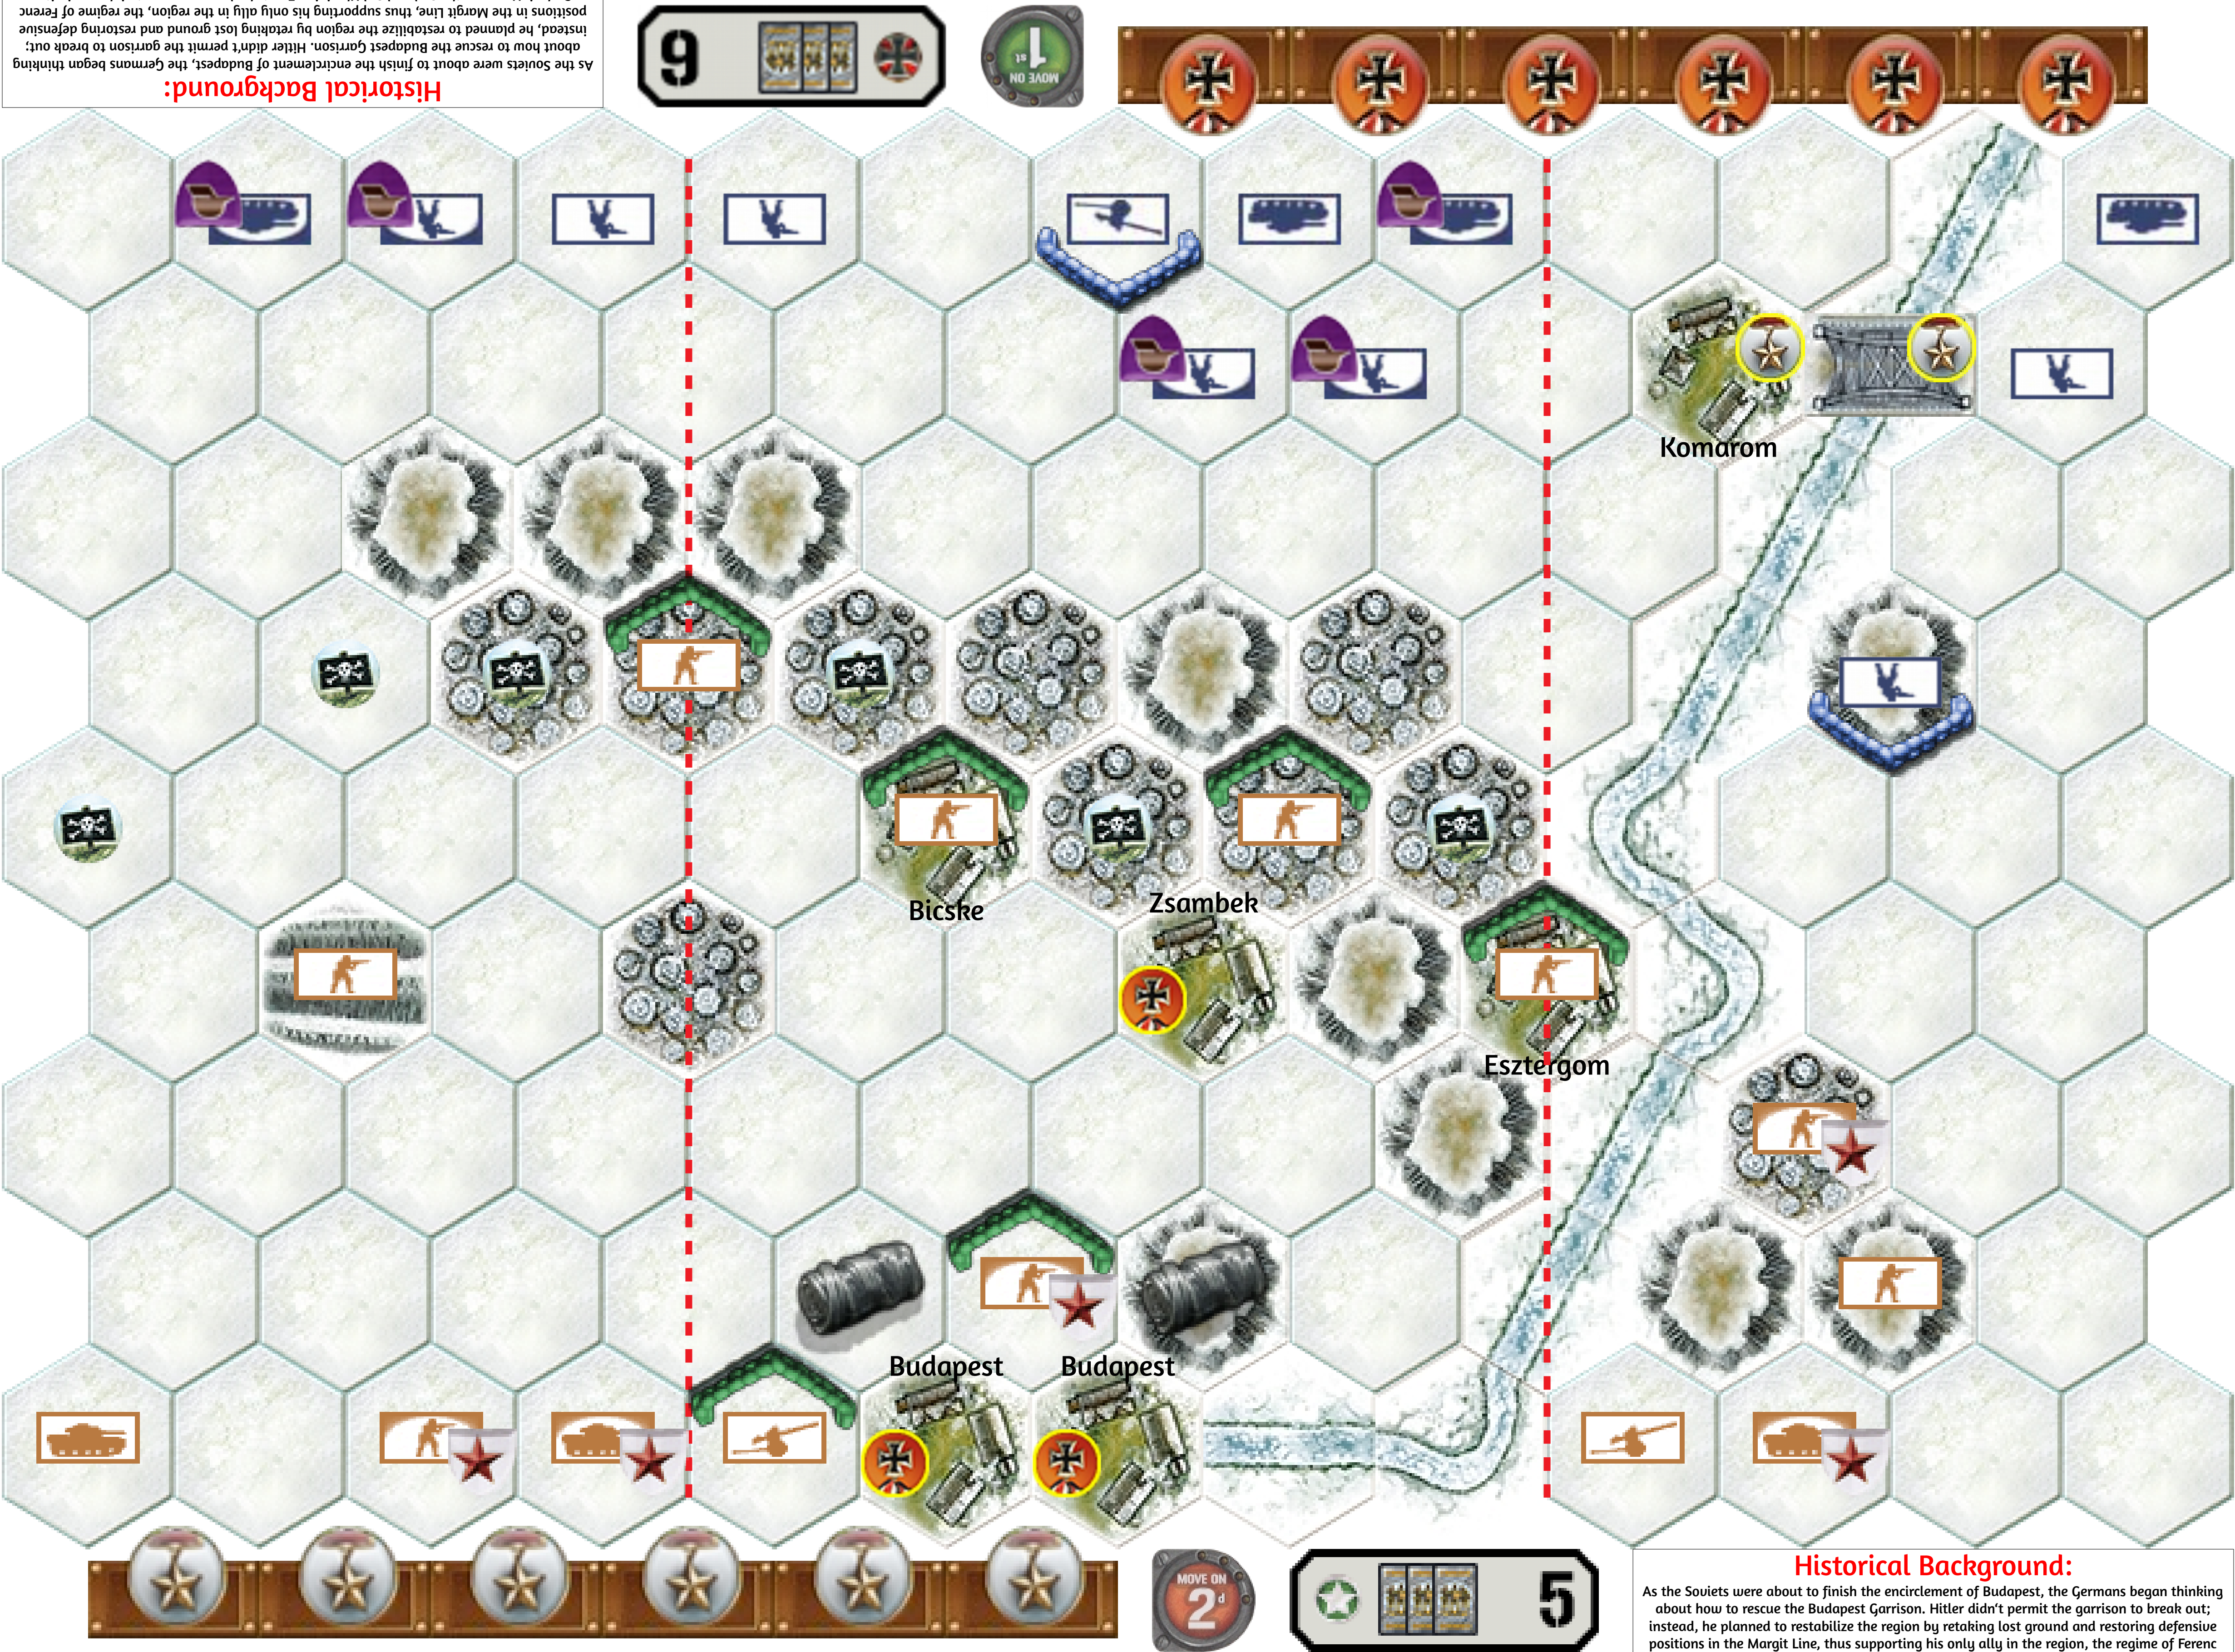 Historical Background:
As the Soviets were about to finish the encirclement of Budapest, the Germans began thinking
about how to rescue the Budapest Garrison. Hitler didn't permit the garrison to break out;
instead, he planned to restabilize the region by retaking lost ground and restoring defensive
positions in the Margit Line, thus supporting his only ally in the region, the regime of Ferenc
6
MOVE ON
1st
Komarom
Bicske
Zsambek
Esztergom
Budapest
Budapest
MOVE ON
2d
5
Historical Background:
As the Soviets were about to finish the encirclement of Budapest, the Germans began thinking
about how to rescue the Budapest Garrison. Hitler didn't permit the garrison to break out;
instead, he planned to restabilize the region by retaking lost ground and restoring defensive
positions in the Margit Line, thus supporting his only ally in the region, the regime of Ferenc